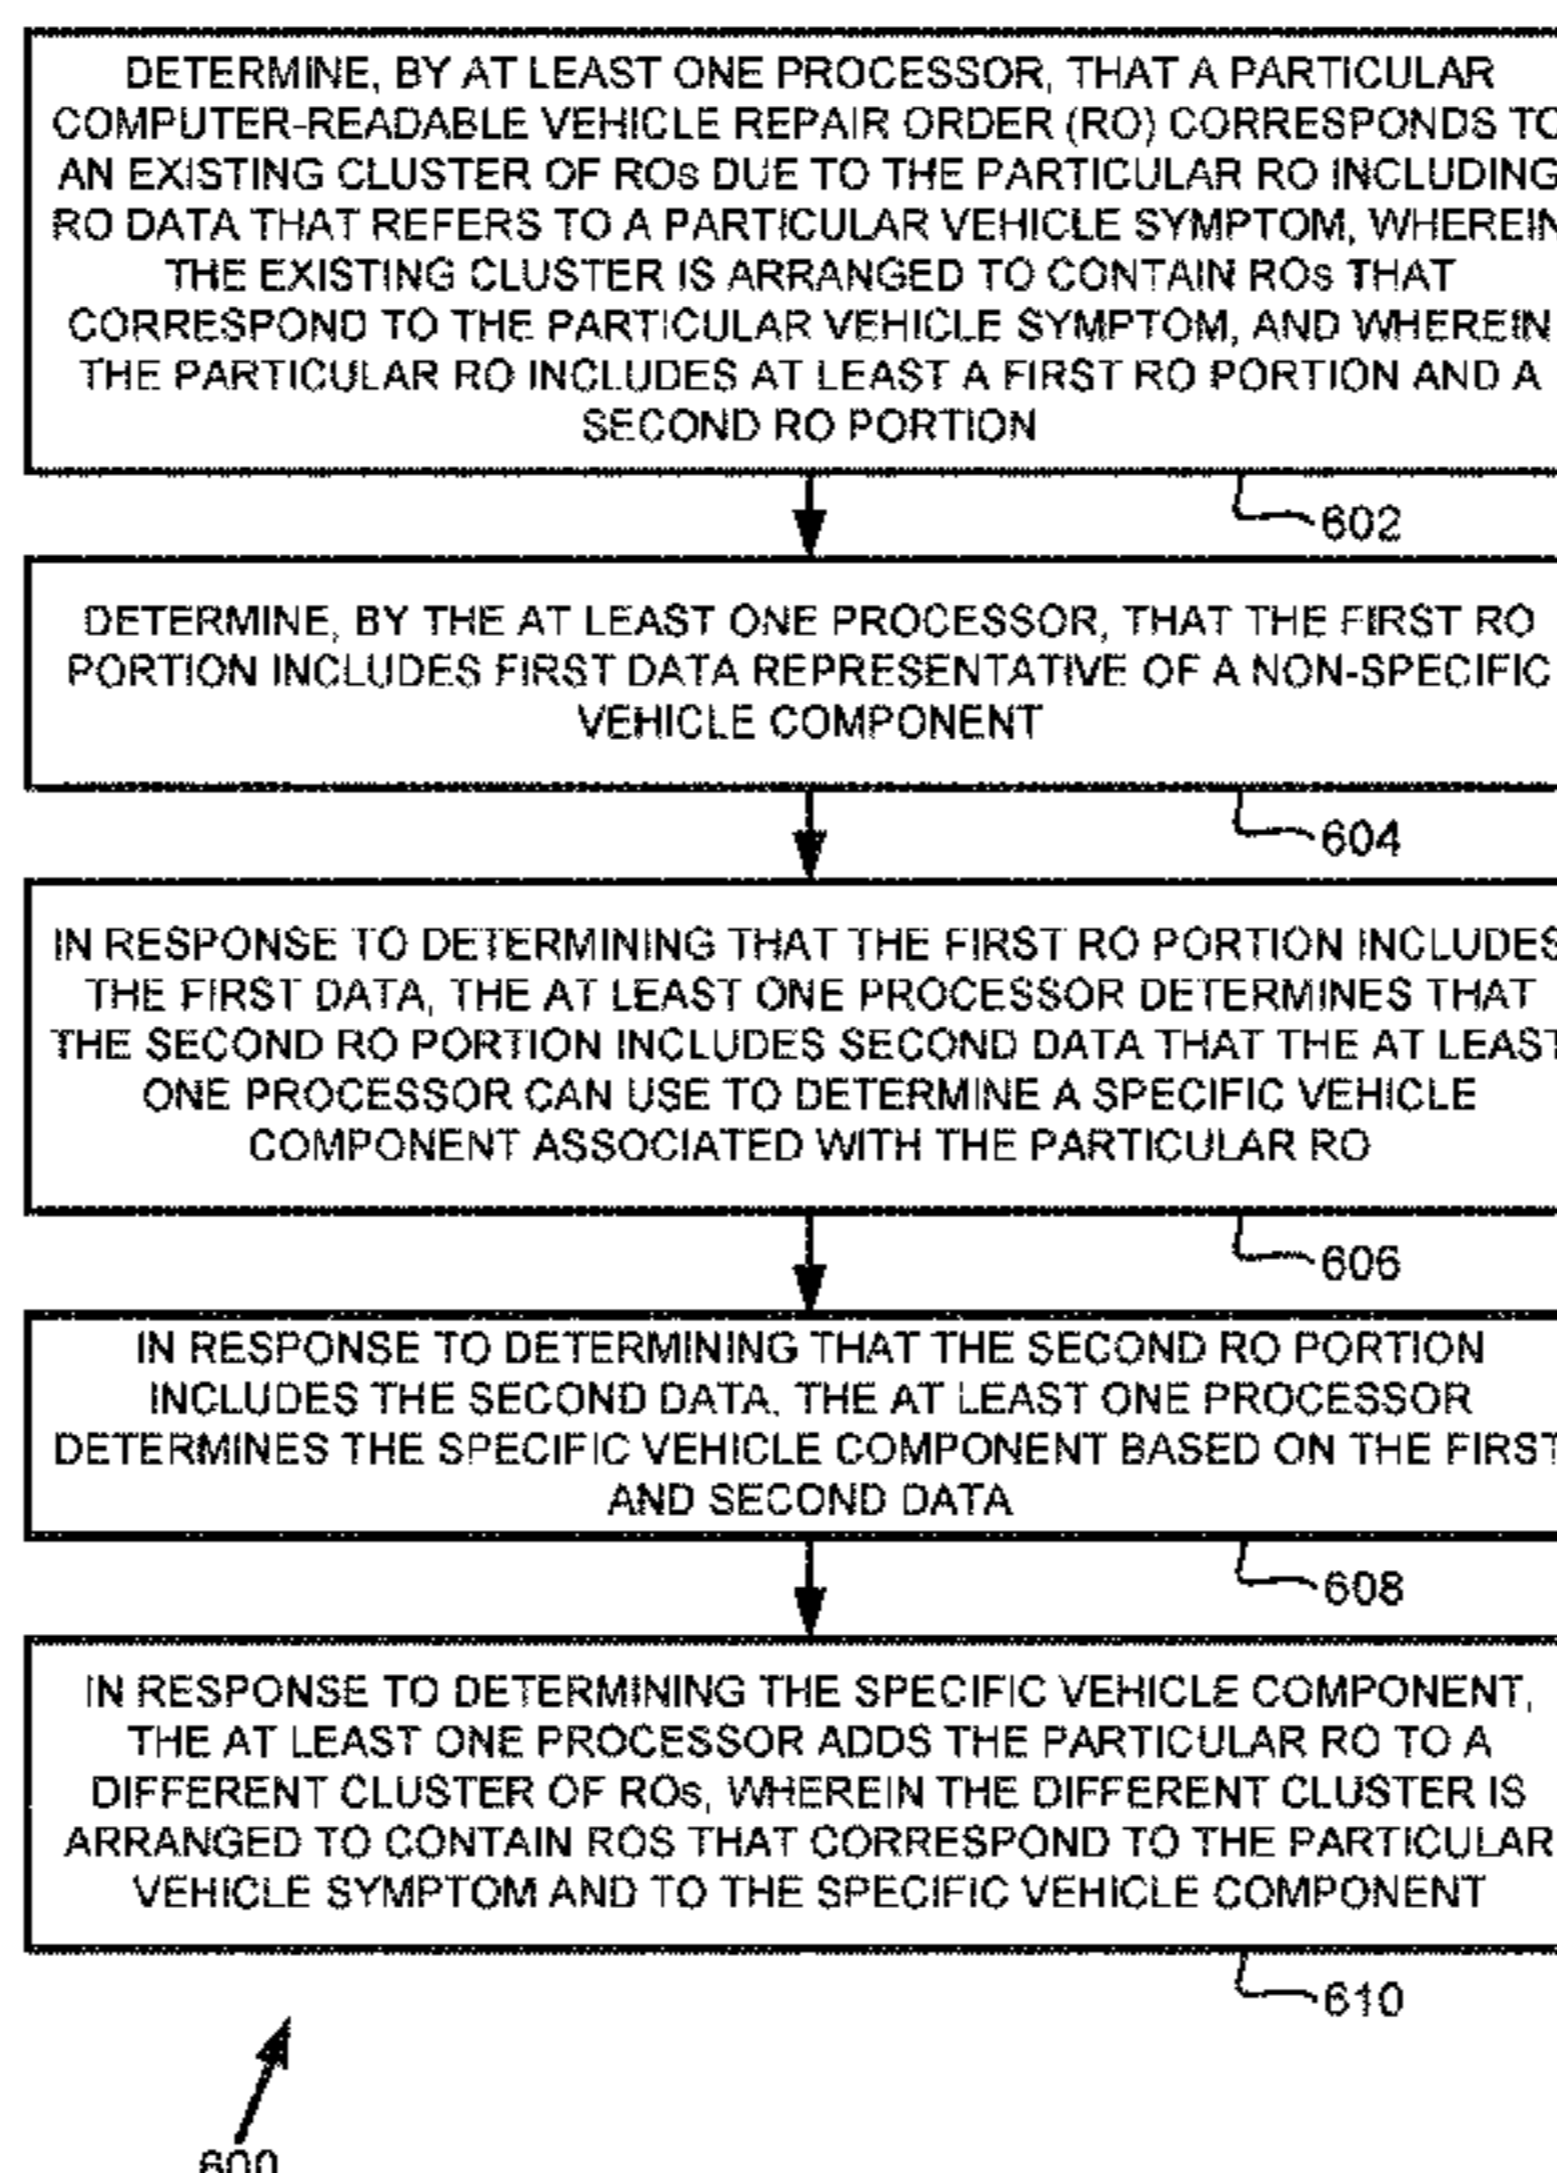 DETERMINE, BY AT LEAST ONE PROCESSOR, THAT A PARTICULAR
COMPUTER-READABLE VEHICLE REPAIR ORDER (RO) CORRESPONDS TO
AN EXISTING CLUSTER OF ROs DUE TO THE PARTICULAR RO INCLUDING
RO DATA THAT REFERS TO A PARTICULAR VEHICLE SYMPTOM, WHEREIN
THE EXISTING CLUSTER IS ARRANGED TO CONTAIN ROs THAT
CORRESPOND TO THE PARTICULAR VEHICLE SYMPTOM, AND WHEREIN
THE PARTICULAR RO INCLUDES AT LEAST A FIRST RO PORTION AND A
SECOND RO PORTION
602
DETERMINE, BY THE AT LEAST ONE PROCESSOR, THAT THE FIRST RO
PORTION INCLUDES FIRST DATA REPRESENTATIVE OF A NON-SPECIFIC
VEHICLE COMPONENT
604
IN RESPONSE TO DETERMINING THAT THE FIRST RO PORTION INCLUDES
THE FIRST DATA, THE AT LEAST ONE PROCESSOR DETERMINES THAT
THE SECOND RO PORTION INCLUDES SECOND DATA THAT THE AT LEAST
ONE PROCESSOR CAN USE TO DETERMINE A SPECIFIC VEHICLE
COMPONENT ASSOCIATED WITH THE PARTICULAR RO
606
IN RESPONSE TO DETERMINING THAT THE SECOND RO PORTION
INCLUDES THE SECOND DATA, THE AT LEAST ONE PROCESSOR
DETERMINES THE SPECIFIC VEHICLE COMPONENT BASED ON THE FIRST
AND SECOND DATA
608
IN RESPONSE TO DETERMINING THE SPECIFIC VEHICLE COMPONENT,
THE AT LEAST ONE PROCESSOR ADDS THE PARTICULAR RO TO A
DIFFERENT CLUSTER OF ROs, WHEREIN THE DIFFERENT CLUSTER IS
ARRANGED TO CONTAIN ROS THAT CORRESPOND TO THE PARTICULAR
VEHICLE SYMPTOM AND TO THE SPECIFIC VEHICLE COMPONENT
610
600